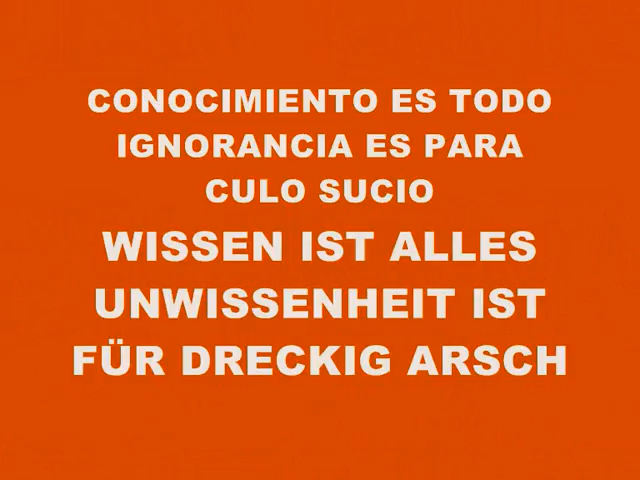 CONOCIMIENTO ES TODO
IGNORANCIA ES PARA
CULO SUCIO
WISSEN IST ALLES
UNWISSENHEIT IST
FÜR DRECKIG ARSCH